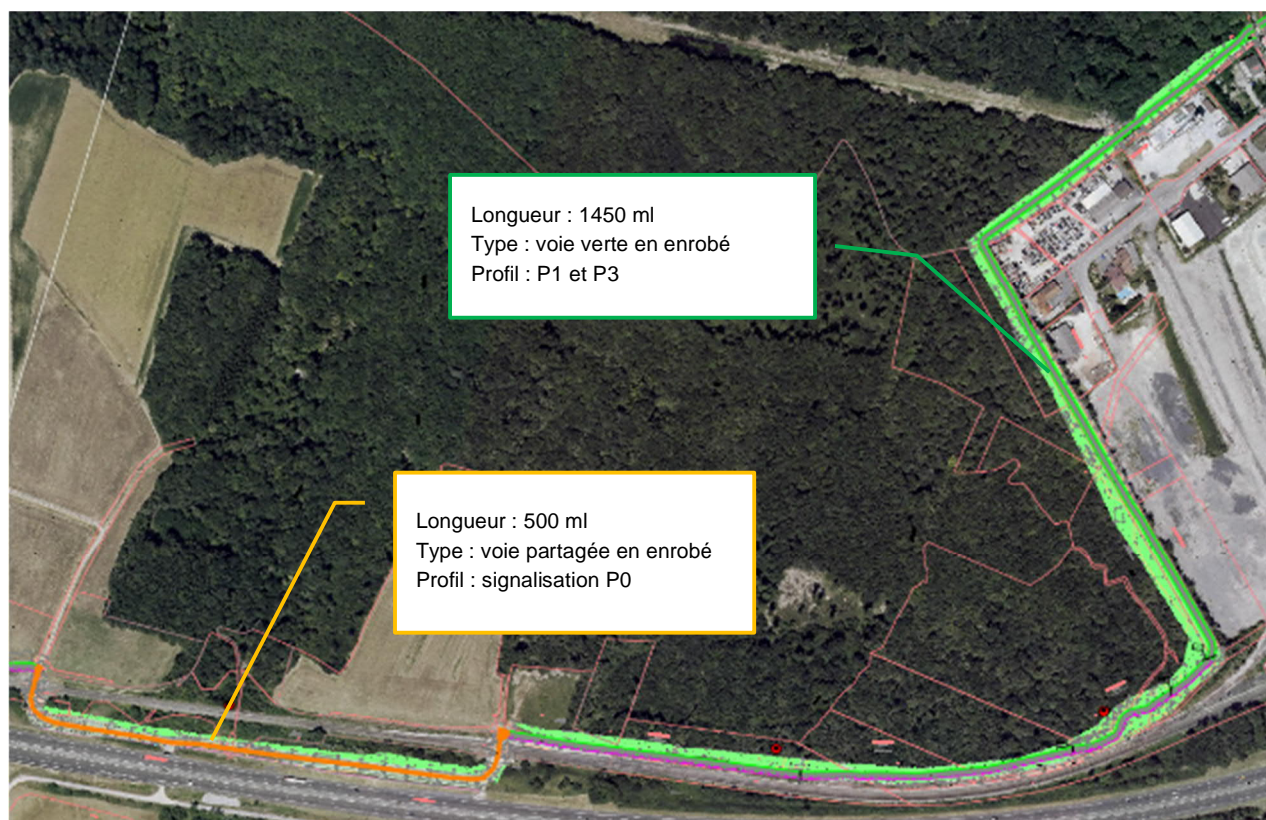 Longueur : 1450 ml
Type : voie verte en enrobé
Profil : P1 et P3
Longueur : 500 ml
Type : voie partagée en enrobé
Profil : signalisation P0